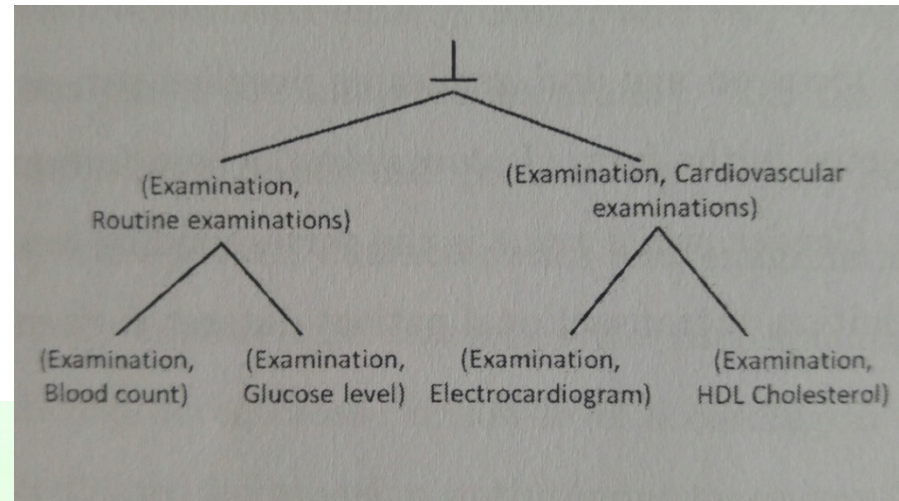 (Examination,
Routine examinations)
(Examination, Cardiovascular
examinations)
(Examination,
Blood count)
(Examination,
Glucose level)
(Examination,
Electrocardiogram)
(Examination,
HDL Cholesterol)